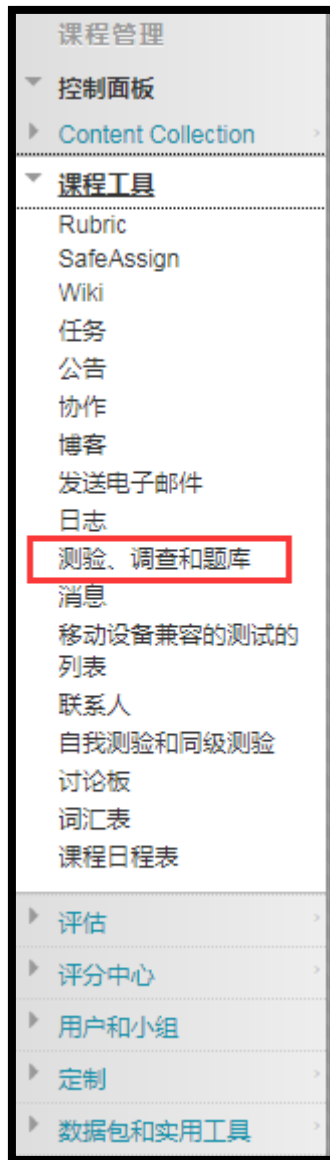 课程管理
控制面板
Content Collection
课程工具
Rubric
SafeAssign
Wiki
任务
公告
协作
博客
发送电子邮件
日志
测验、调查和题库
消息
移动设备兼容的测试的
列表
联系人
自我测验和同级测验
讨论板
词汇表
课程日程表
评估
评分中心
用户和小组
定制
数据包和实用工具